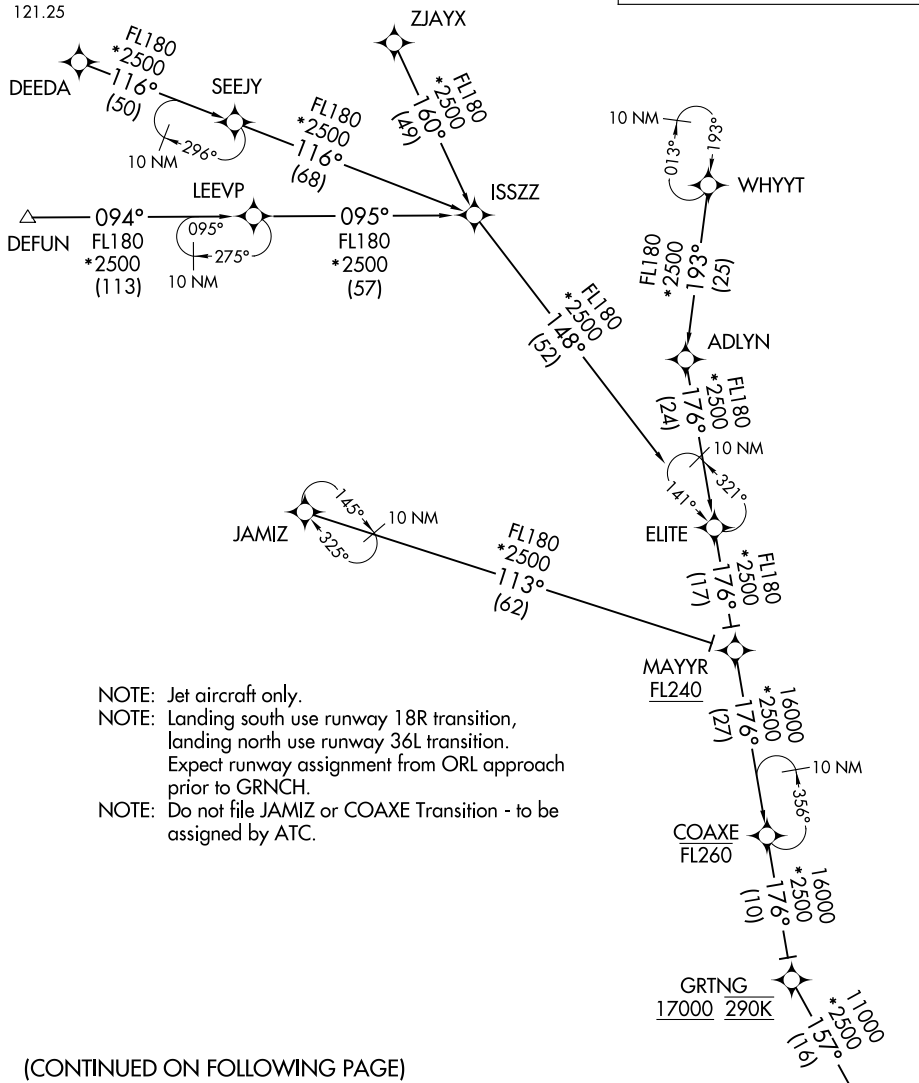 121.25
ZJAYX
DEEDA
FL180
*2500
116°
(50)
SEEJY
10 NM
296°
FL180
*2500
116°
(68)
FL180
*2500
160°
(49)
10 NM
013°
193°
WHYYT
LEEVP
ISSZZ
DEFUN
094°
FL180
*2500
(113)
095°
275°
10 NM
095°
FL180
*2500
(57)
FL180
*2500
193°
(25)
FL180
*2500
148°
(52)
ADLYN
FL180
*2500
176°
(24)
10 NM
321°
141°
ELITE
JAMIZ
145°
325°
10 NM
FL180
*2500
113°
(62)
FL180
*2500
176°
(17)
MAYYR
FL240
16000
*2500
176°
(27)
NOTE: Jet aircraft only.
NOTE: Landing south use runway 18R transition,
landing north use runway 36L transition.
Expect runway assignment from ORL approach
prior to GRNCH.
NOTE: Do not file JAMIZ or COAXE Transition - to be
assigned by ATC.
10 NM
356°
COAXE
FL260
16000
*2500
176°
(10)
GRTNG
17000 290K
11000
*2500
157°
(16)
(CONTINUED ON FOLLOWING PAGE)